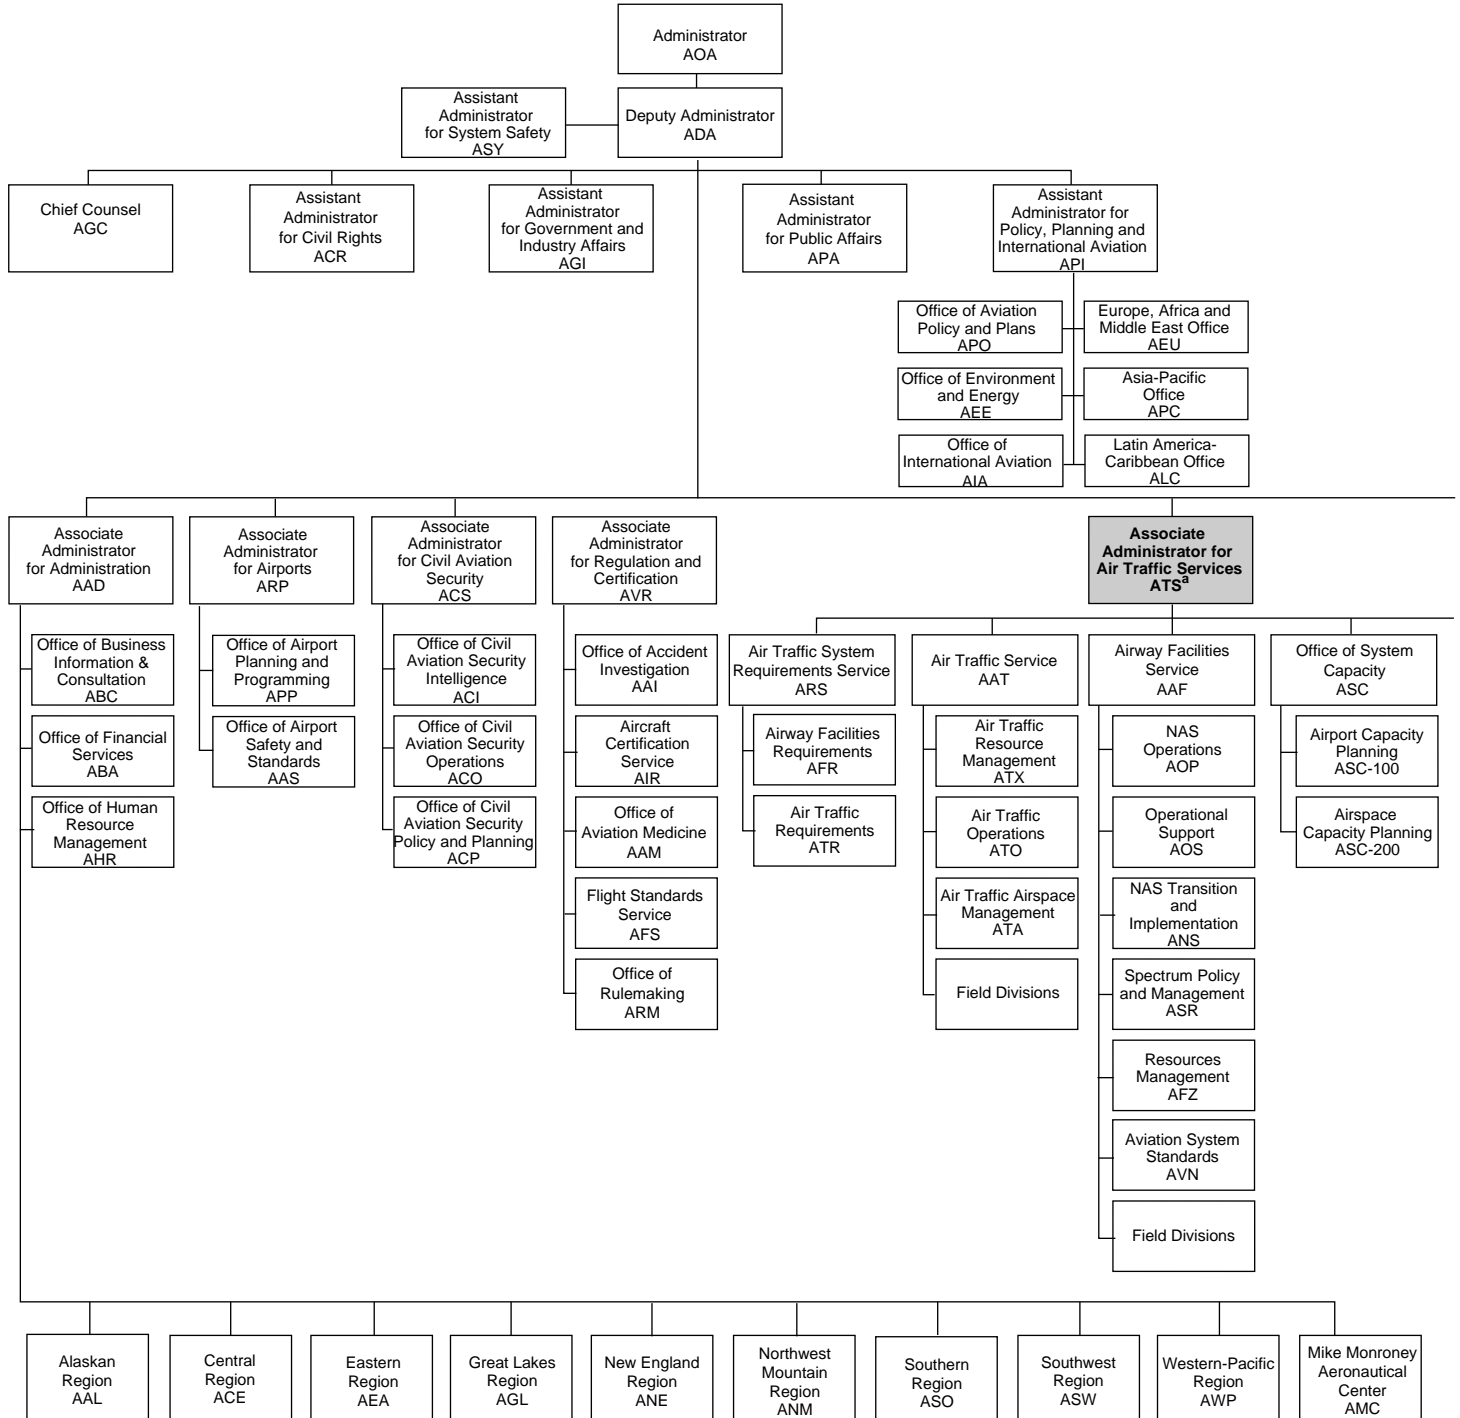 Administrator
AOA
Assistant
Administrator
for System Safety
ASY
Deputy Administrator
ADA
Chief Counsel
AGC
Assistant
Administrator
for Civil Rights
ACR
Assistant
Administrator
for Government and
Industry Affairs
AGI
Assistant
Administrator
for Public Affairs
APA
Assistant
Administrator for
Policy, Planning and
International Aviation
API
Office of Aviation
Policy and Plans
APO
Europe, Africa and
Middle East Office
AEU
Office of Environment
and Energy
AEE
Asia-Pacific
Office
APC
Office of
International Aviation
AIA
Latin America-
Caribbean Office
ALC
Associate
Administrator
for Administration
AAD
Associate
Administrator
for Airports
ARP
Associate
Administrator
for Civil Aviation
Security
ACS
Associate
Administrator
for Regulation and
Certification
AVR
Associate
Administrator for
Air Traffic Services
ATSa
Office of Business
Information &
Consultation
ABC
Office of Airport
Planning and
Programming
APP
Office of Civil
Aviation Security
Intelligence
ACI
Office of Accident
Investigation
AAI
Air Traffic System
Requirements Service
ARS
Air Traffic Service
AAT
Airway Facilities
Service
AAF
Office of System
Capacity
ASC
Office of Financial
Services
ABA
Office of Airport
Safety and
Standards
AAS
Office of Civil
Aviation Security
Operations
ACO
Aircraft
Certification
Service
AIR
Airway Facilities
Requirements
AFR
Air Traffic
Resource
Management
ATX
NAS
Operations
AOP
Airport Capacity
Planning
ASC-100
Office of Human
Resource
Management
AHR
Office of Civil
Aviation Security
Policy and Planning
ACP
Office of
Aviation Medicine
AAM
Air Traffic
Requirements
ATR
Air Traffic
Operations
ATO
Operational
Support
AOS
Airspace
Capacity Planning
ASC-200
Flight Standards
Service
AFS
Air Traffic Airspace
Management
ATA
NAS Transition
and
Implementation
ANS
Office of
Rulemaking
ARM
Field Divisions
Spectrum Policy
and Management
ASR
Resources
Management
AFZ
Aviation System
Standards
AVN
Field Divisions
Alaskan
Region
AAL
Central
Region
ACE
Eastern
Region
AEA
Great Lakes
Region
AGL
New England
Region
ANE
Northwest
Mountain
Region
ANM
Southern
Region
ASO
Southwest
Region
ASW
Western-Pacific
Region
AWP
Mike Monroney
Aeronautical
Center
AMC